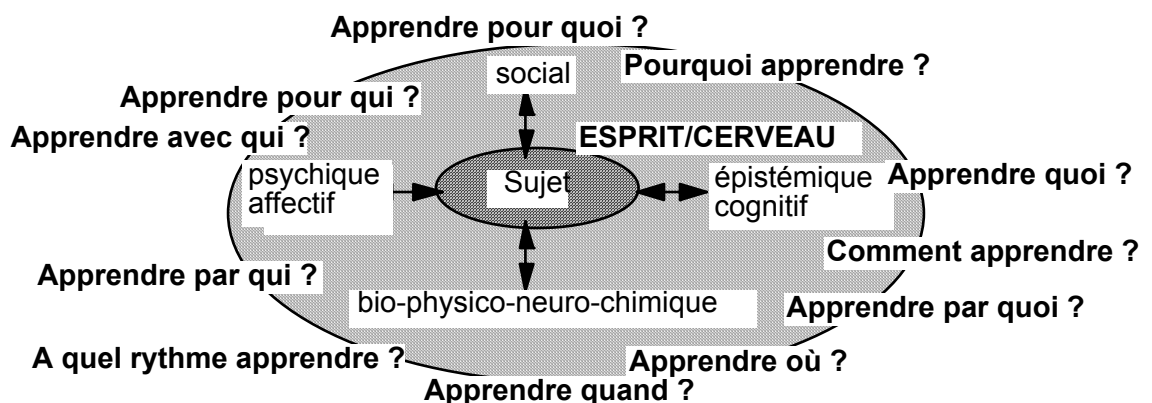 Apprendre pour quoi ?
social
Pourquoi apprendre ?
Apprendre pour qui ?
Apprendre avec qui ?
ESPRIT/CERVEAU
psychique
affectif
Sujet
épistémique
cognitif
Apprendre quoi ?
Comment apprendre ?
Apprendre par qui ?
bio-physico-neuro-chimique
Apprendre par quoi ?
A quel rythme apprendre ?
Apprendre où ?
Apprendre quand ?